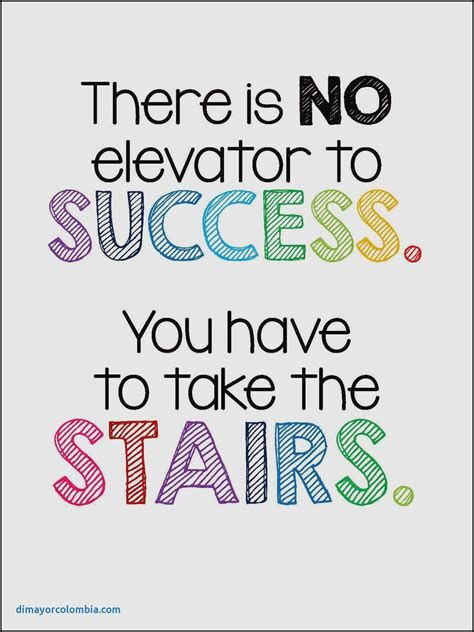 There is NO
elevator to
SUCCESS.
You have
to take the
STAIRS.
dimayorcolombia.com